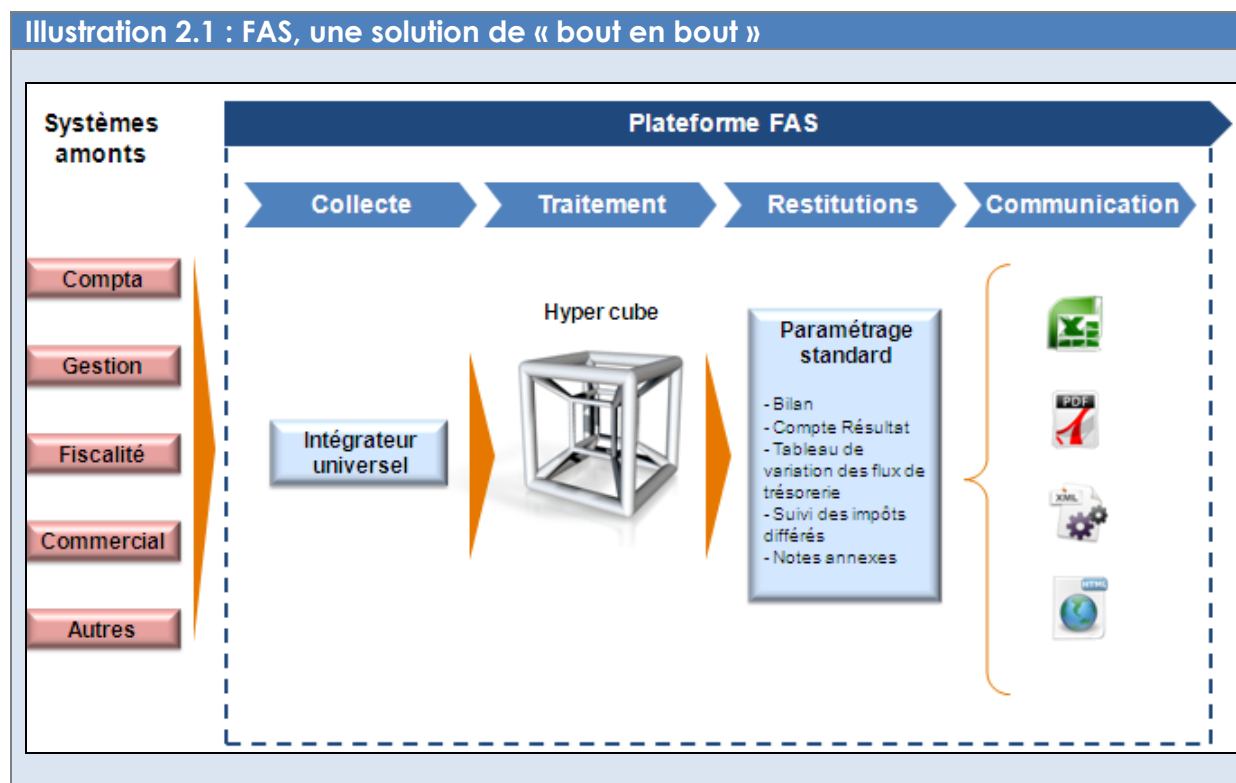 Illustration 2.1 : FAS, une solution de « bout en bout »
Systèmes
amonts
Plateforme FAS
Collecte
Traitement
Restitutions
Communication
Compta
Gestion
Fiscalité
Commercial
Autres
Intégrateur
universel
Hyper cube
Paramétrage
standard
- Bilan
- Compte Résultat
- Tableau de
variation des flux de
trésorerie
- Suivi des impôts
différés
- Notes annexes
PDF
XML
HTML